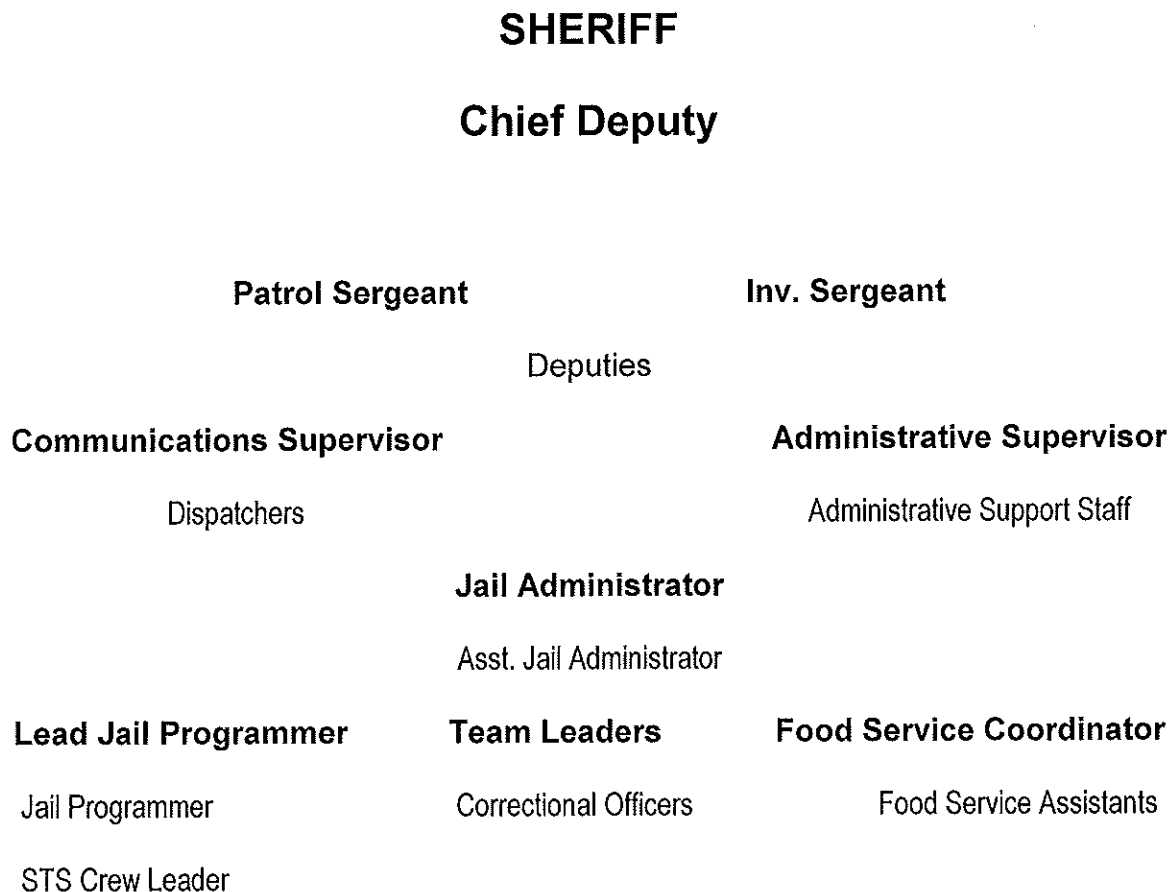 SHERIFF
Chief Deputy
Patrol Sergeant Inv. Sergeant
Deputies
Communications Supervisor Administrative Supervisor
Dispatchers Administrative Support Staff
Jail Administrator
Asst. Jail Administrator
Lead Jail Programmer Team Leaders Food Service Coordinator
Jail Programmer Correctional Officers Food Service Assistants
STS Crew Leader